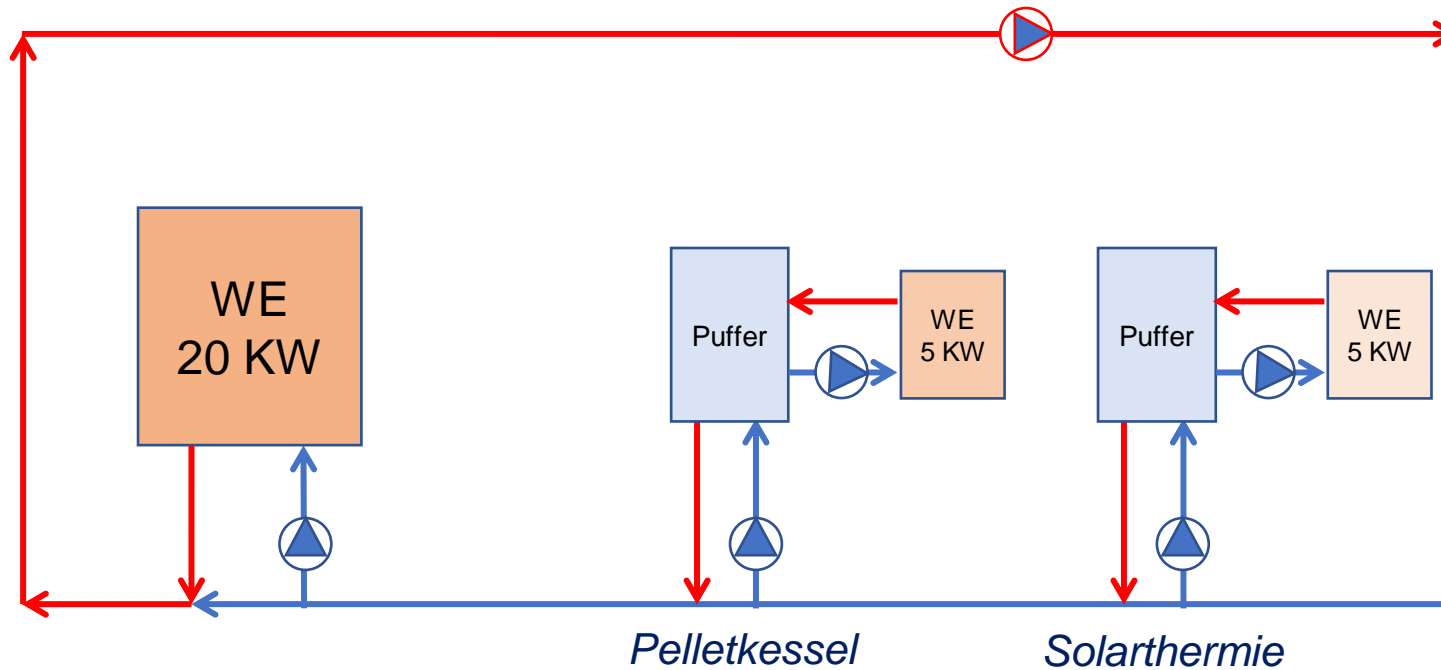 WE
20 KW
Puffer
WE
5 KW
Puffer
WE
5 KW
Pelletkessel
Solarthermie